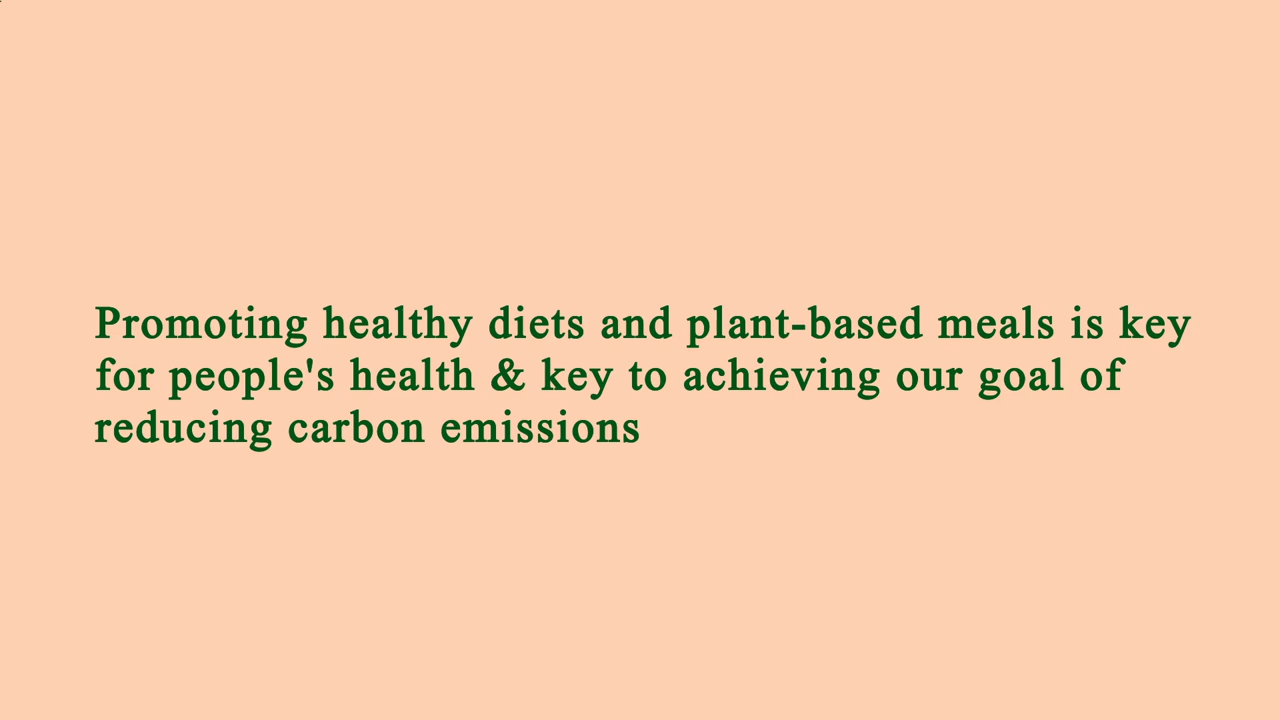 Promoting healthy diets and plant-based meals is key
for people's health & key to achieving our goal of
reducing carbon emissions